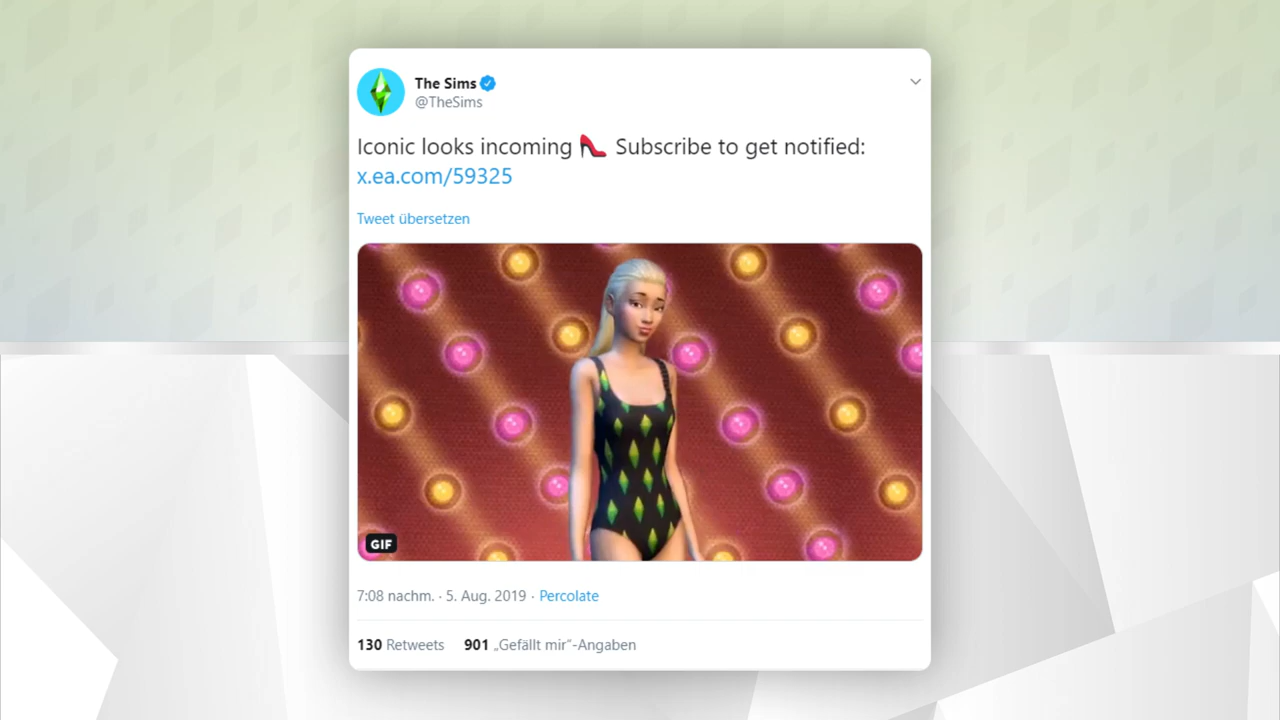 The Sims
@TheSims
Iconic looks incoming 👠 Subscribe to get notified:
x.ea.com/59325
Tweet übersetzen
GIF
7:08 nachm. · 5. Aug. 2019 · Percolate
130 Retweets 901 „Gefällt mir“-Angaben